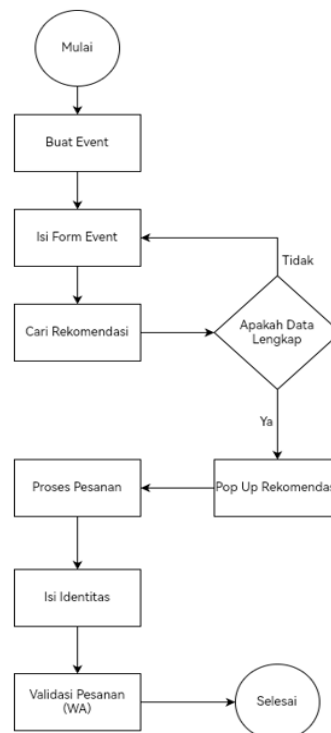 Mulai
Buat Event
Isi Form Event
Tidak
Cari Rekomendasi
Apakah Data
Lengkap
Ya
Proses Pesanan
Pop Up Rekomendas
Isi Identitas
Validasi Pesanan
(WA)
Selesai